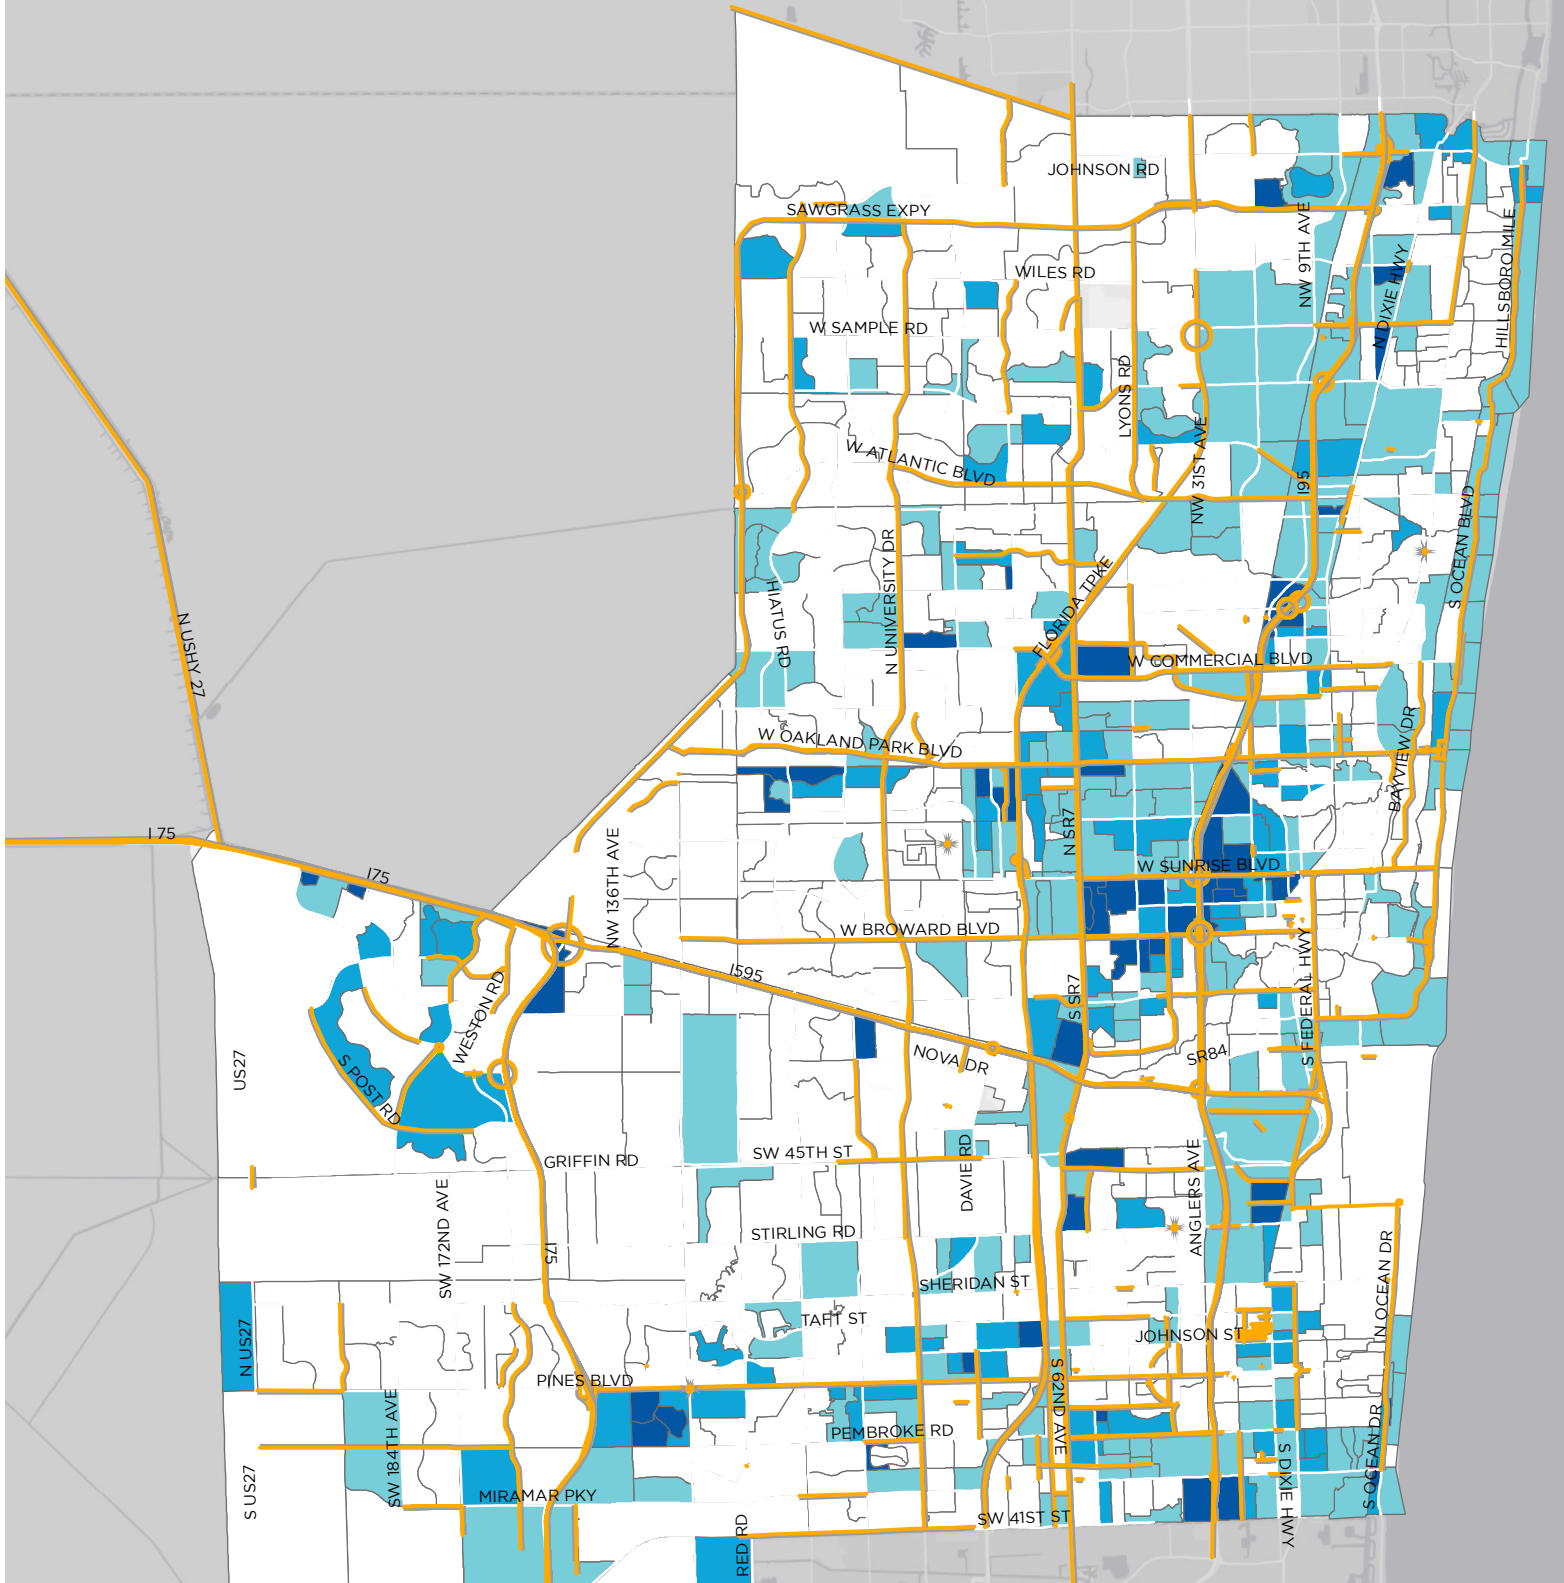 JOHNSON RD
SAWGRASS EXPY
NW 9TH AVE
HILLSBORO MILE
WILES RD
N DIXIE HWY
W SAMPLE RD
LYONS RD
NW 31ST AVE
W ATLANTIC BLVD
I95
S OCEAN BLVD
N UNIVERSITY DR
FLORIDA TPKE
HIATUS RD
N USHY 27
W COMMERCIAL BLVD
W OAKLAND PARK BLVD
BAYVIEW DR
I 75
N SR7
NW 136TH AVE
I75
W SUNRISE BLVD
W BROWARD BLVD
I595
S FEDERAL HWY
S SR7
WESTON RD
US27
NOVA DR
SR84
S POST RD
SW 45TH ST
GRIFFIN RD
DAVIE RD
ANGLERS AVE
SW 172ND AVE
STIRLING RD
I75
N OCEAN DR
SHERIDAN ST
TAFT ST
JOHNSON ST
N US27
PINES BLVD
S 62ND AVE
SW 184TH AVE
PEMBROKE RD
S OCEAN DR
S DIXIE HWY
S US27
MIRAMAR PKY
SW 41ST ST
RED RD